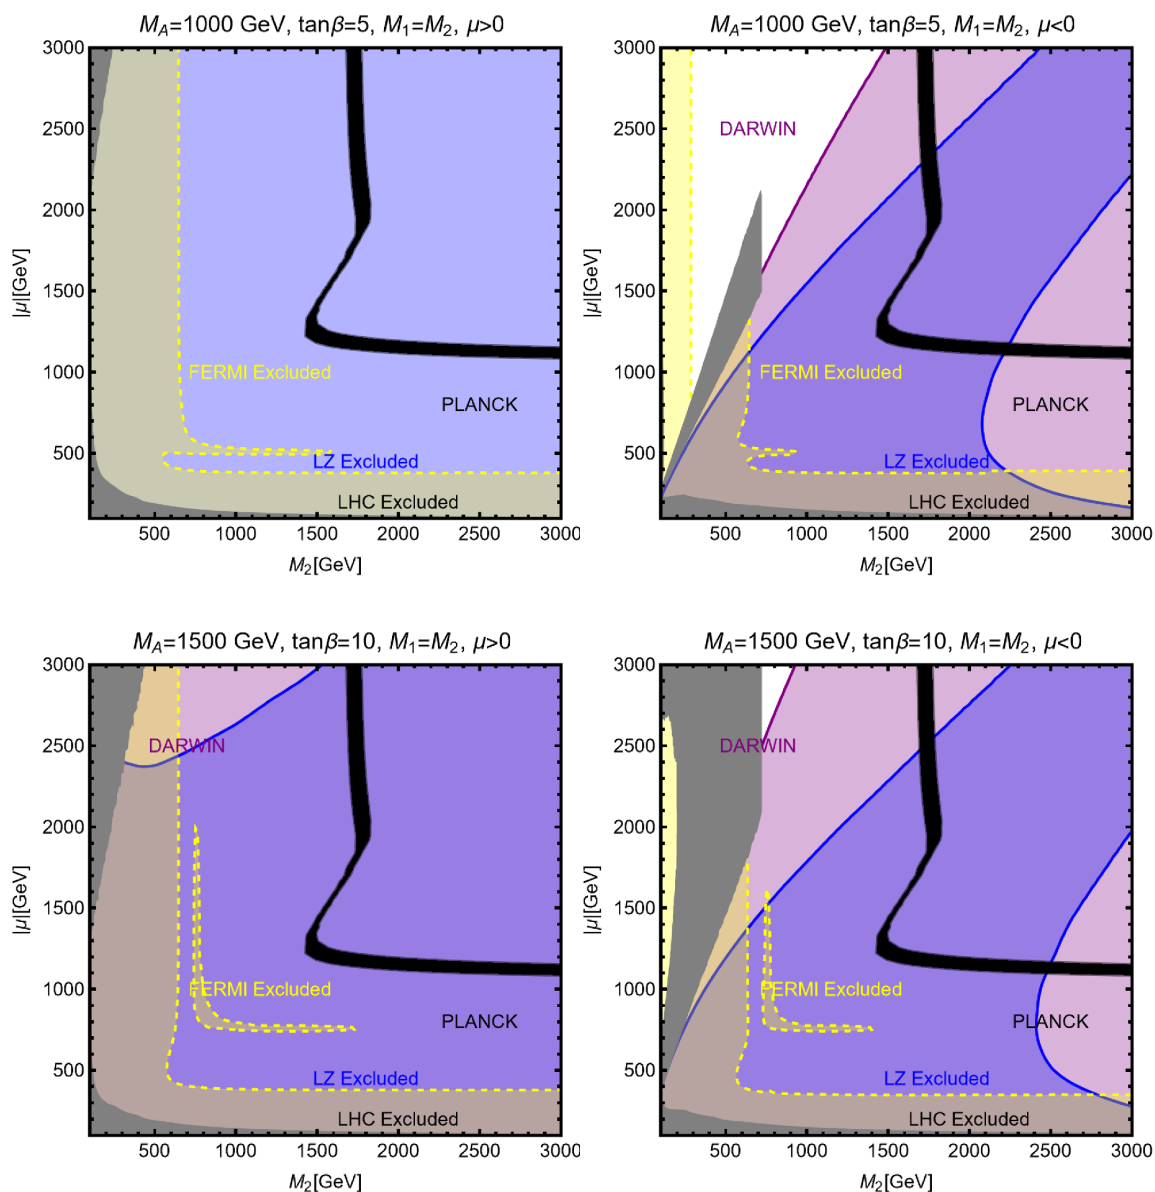 M_A=1000 GeV, tanβ=5, M_1=M_2, μ>0
3000
2500
2000
1500
1000
500
|μ|[GeV]
FERMI Excluded
PLANCK
LZ Excluded
LHC Excluded
500 1000 1500 2000 2500 3000
M_2[GeV]
M_A=1000 GeV, tanβ=5, M_1=M_2, μ<0
3000
2500
2000
1500
1000
500
|μ|[GeV]
DARWIN
FERMI Excluded
PLANCK
LZ Excluded
LHC Excluded
500 1000 1500 2000 2500 3000
M_2[GeV]
M_A=1500 GeV, tanβ=10, M_1=M_2, μ>0
3000
2500
2000
1500
1000
500
|μ|[GeV]
DARWIN
FERMI Excluded
PLANCK
LZ Excluded
LHC Excluded
500 1000 1500 2000 2500 3000
M_2[GeV]
M_A=1500 GeV, tanβ=10, M_1=M_2, μ<0
3000
2500
2000
1500
1000
500
|μ|[GeV]
DARWIN
FERMI Excluded
PLANCK
LZ Excluded
LHC Excluded
500 1000 1500 2000 2500 3000
M_2[GeV]